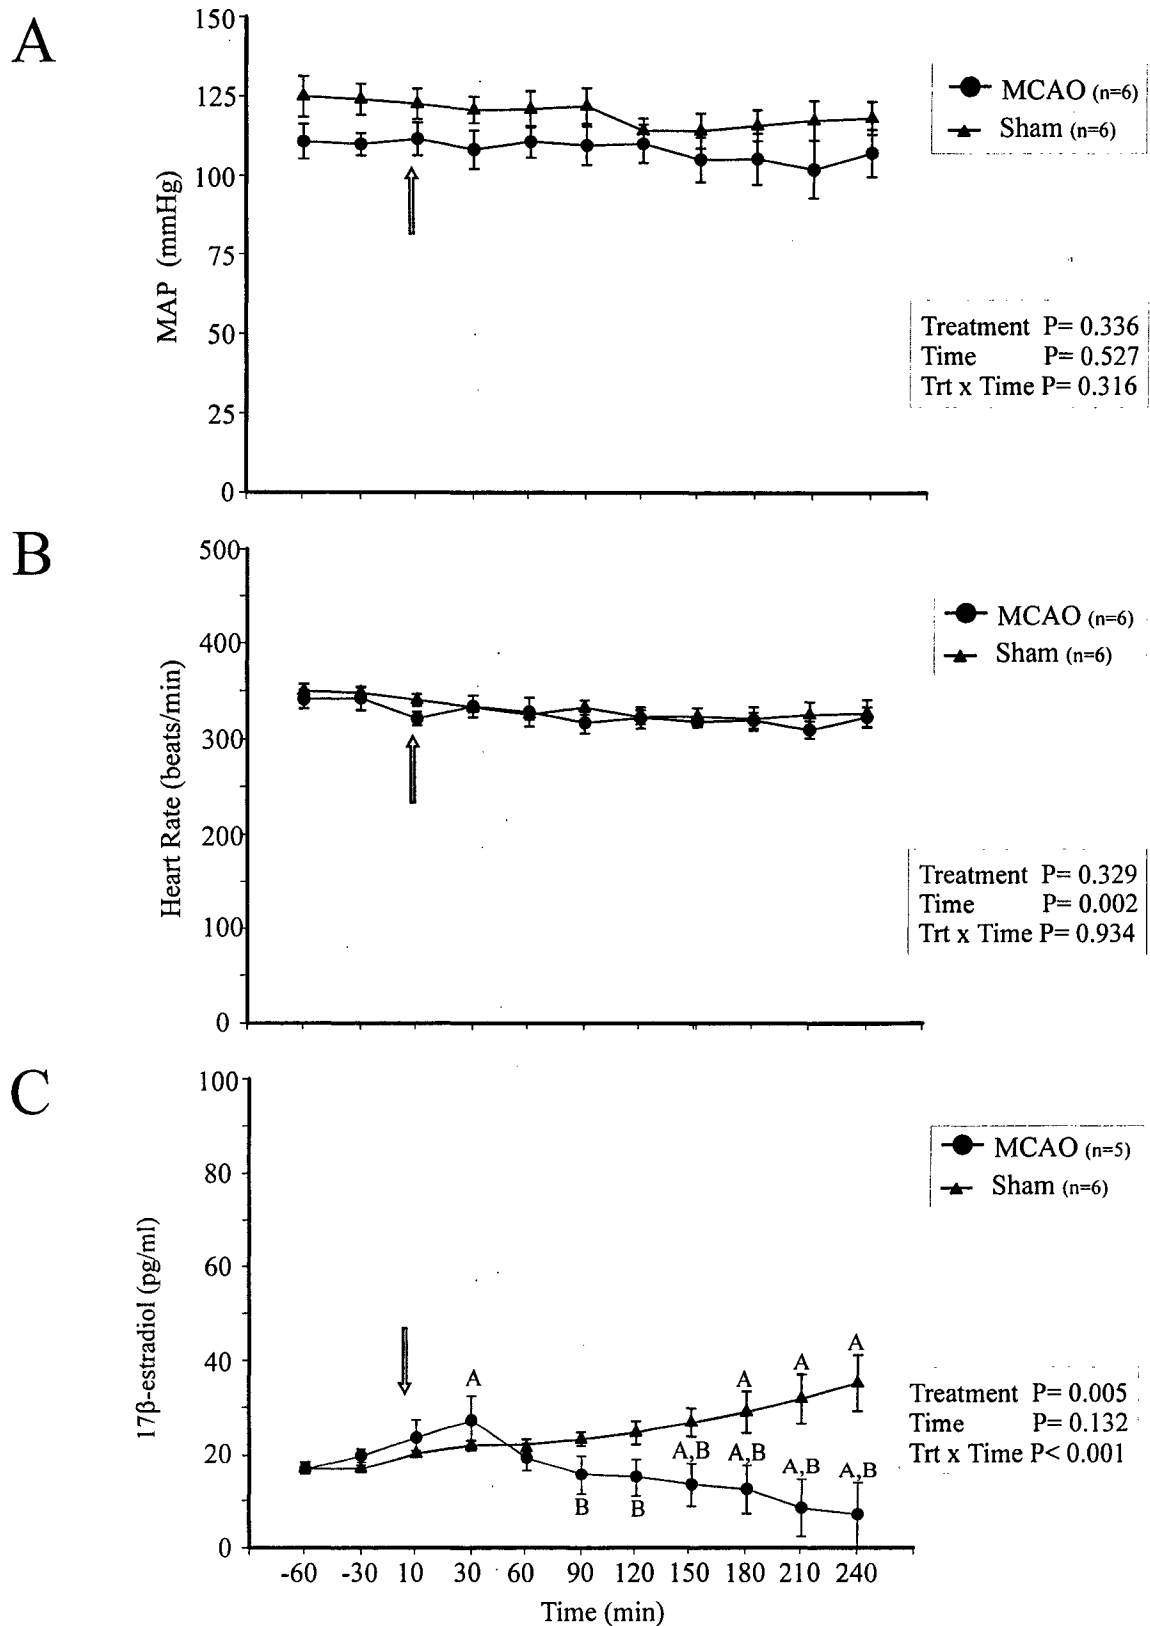 A
150
125
100
75
50
25
0
MAP (mmHg)
MCAO (n=6)
Sham (n=6)
Treatment P= 0.336
Time P= 0.527
Trt x Time P= 0.316
B
500
400
300
200
100
0
Heart Rate (beats/min)
MCAO (n=6)
Sham (n=6)
Treatment P= 0.329
Time P= 0.002
Trt x Time P= 0.934
C
100
80
60
40
20
0
17β-estradiol (pg/ml)
MCAO (n=5)
Sham (n=6)
A
A
A
A
A,B
A,B
A,B
A,B
B
B
Treatment P= 0.005
Time P= 0.132
Trt x Time P< 0.001
-60 -30 10 30 60 90 120 150 180 210 240
Time (min)